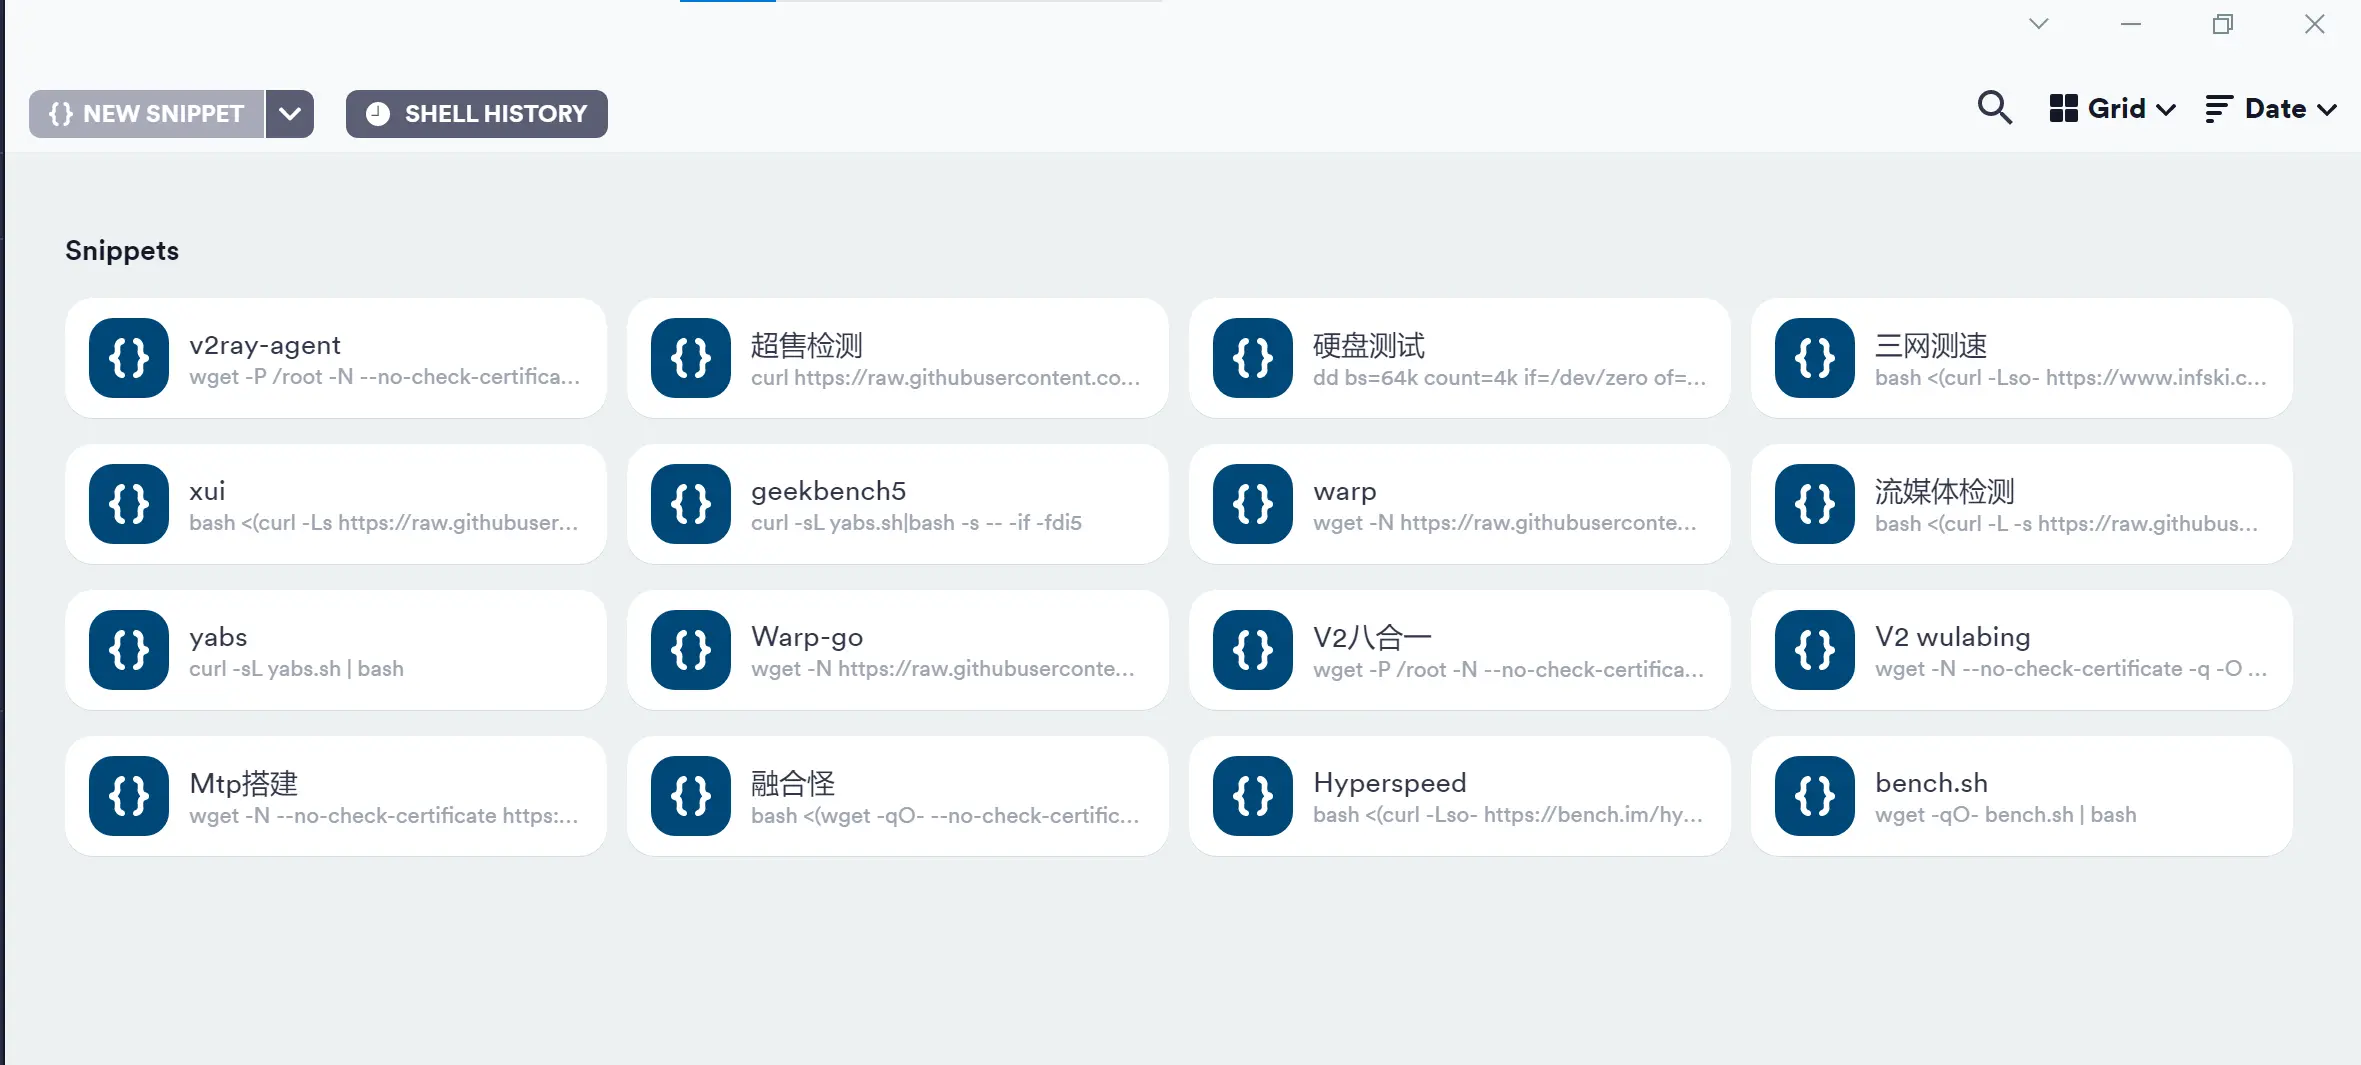 {} NEW SNIPPET
SHELL HISTORY
Grid
Date
Snippets
v2ray-agent
wget -P /root -N --no-check-certifica...
超售检测
curl https://raw.githubusercontent.co...
硬盘测试
dd bs=64k count=4k if=/dev/zero of=...
三网测速
bash <(curl -Lso- https://www.infski.c...
xui
bash <(curl -Ls https://raw.githubuser...
geekbench5
curl -sL yabs.sh|bash -s -- -if -fdi5
warp
wget -N https://raw.githubuserconte...
流媒体检测
bash <(curl -L -s https://raw.githubus...
yabs
curl -sL yabs.sh | bash
Warp-go
wget -N https://raw.githubuserconte...
V2八合一
wget -P /root -N --no-check-certifica...
V2 wulabing
wget -N --no-check-certificate -q -O ...
Mtp搭建
wget -N --no-check-certificate https:...
融合怪
bash <(wget -qO- --no-check-certific...
Hyperspeed
bash <(curl -Lso- https://bench.im/hy...
bench.sh
wget -qO- bench.sh | bash